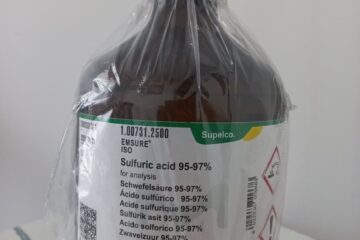 Supelco.
1.00731.2500
EMSURE®
ISO
Sulfuric acid 95-97%
for analysis
Schwefelsäure 95-97%
Ácido sulfúrico 95-97%
Acide sulfurique 95-97%
Sülfürik asit 95-97%
Acido solforico 95-97%
Zwavelzuur 95-97%